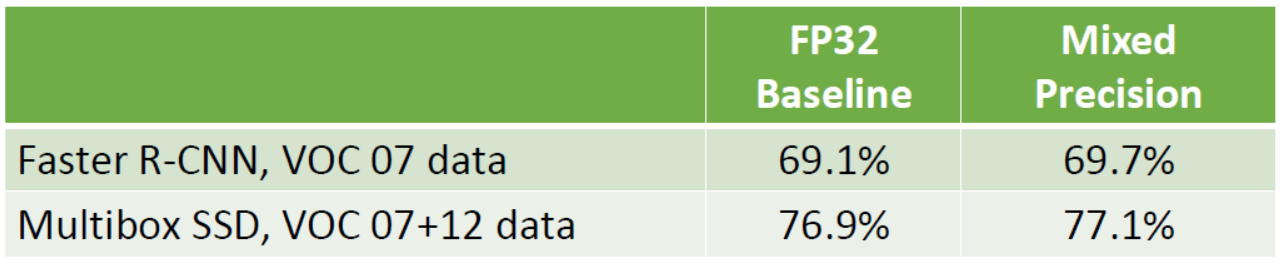 FP32 Mixed
Baseline Precision
Faster R-CNN, VOC 07 data 69.1% 69.7%
Multibox SSD, VOC 07+12 data 76.9% 77.1%